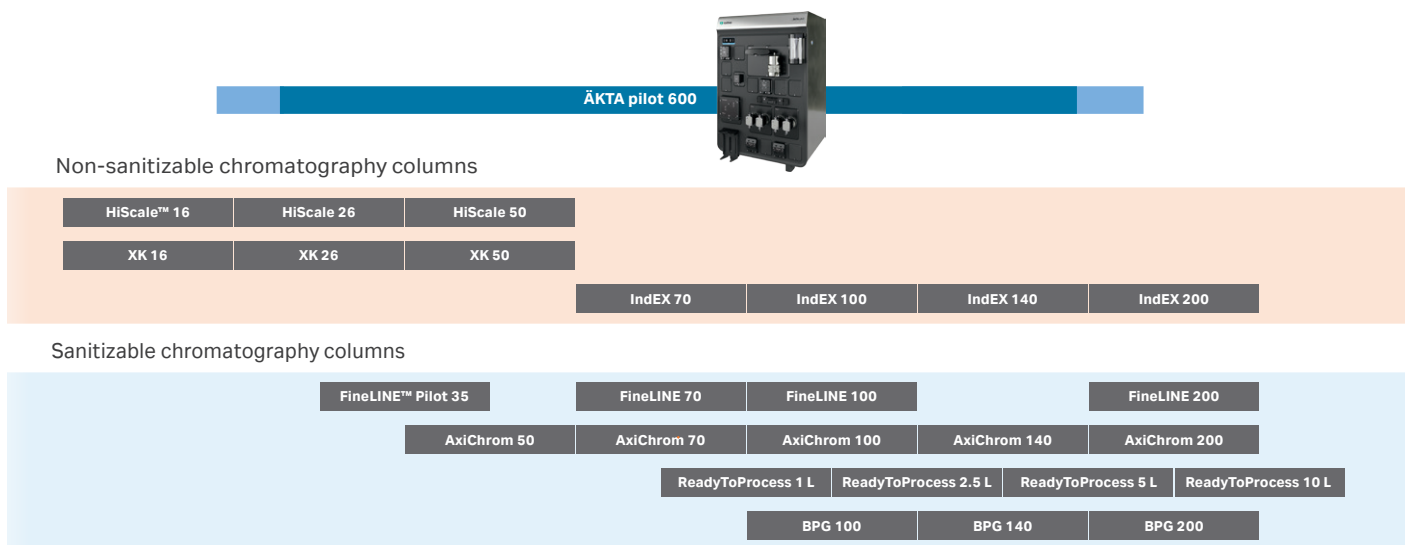 ÄKTA pilot 600
Non-sanitizable chromatography columns
HiScale™ 16 HiScale 26 HiScale 50
XK 16 XK 26 XK 50
IndEX 70 IndEX 100 IndEX 140 IndEX 200
Sanitizable chromatography columns
FineLINE™ Pilot 35 FineLINE 70 FineLINE 100 FineLINE 200
AxiChrom 50 AxiChrom 70 AxiChrom 100 AxiChrom 140 AxiChrom 200
ReadyToProcess 1 L ReadyToProcess 2.5 L ReadyToProcess 5 L ReadyToProcess 10 L
BPG 100 BPG 140 BPG 200